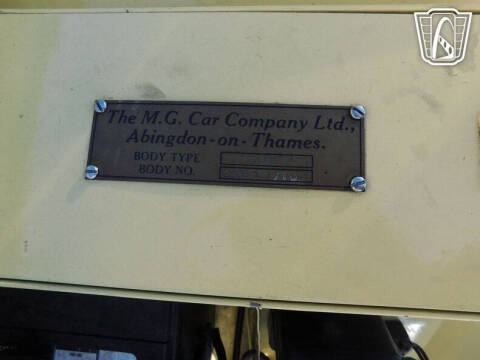 The M.G. Car Company Ltd.,
Abingdon-on-Thames.
BODY TYPE
BODY NO.